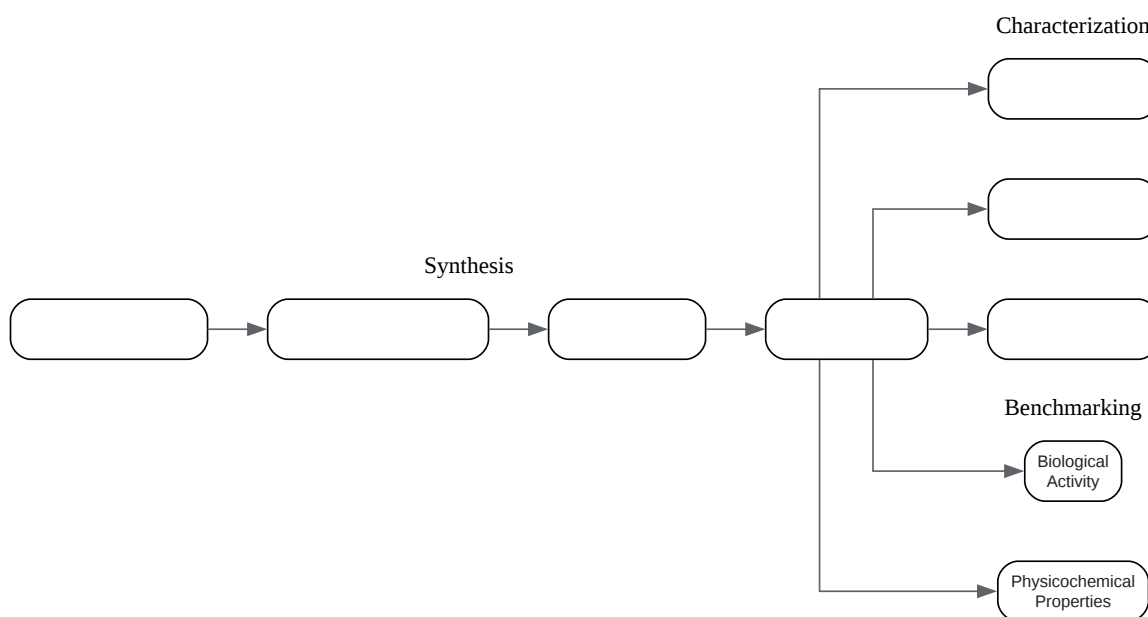 Characterization
Synthesis
Benchmarking
Biological
Activity
Physicochemical
Properties